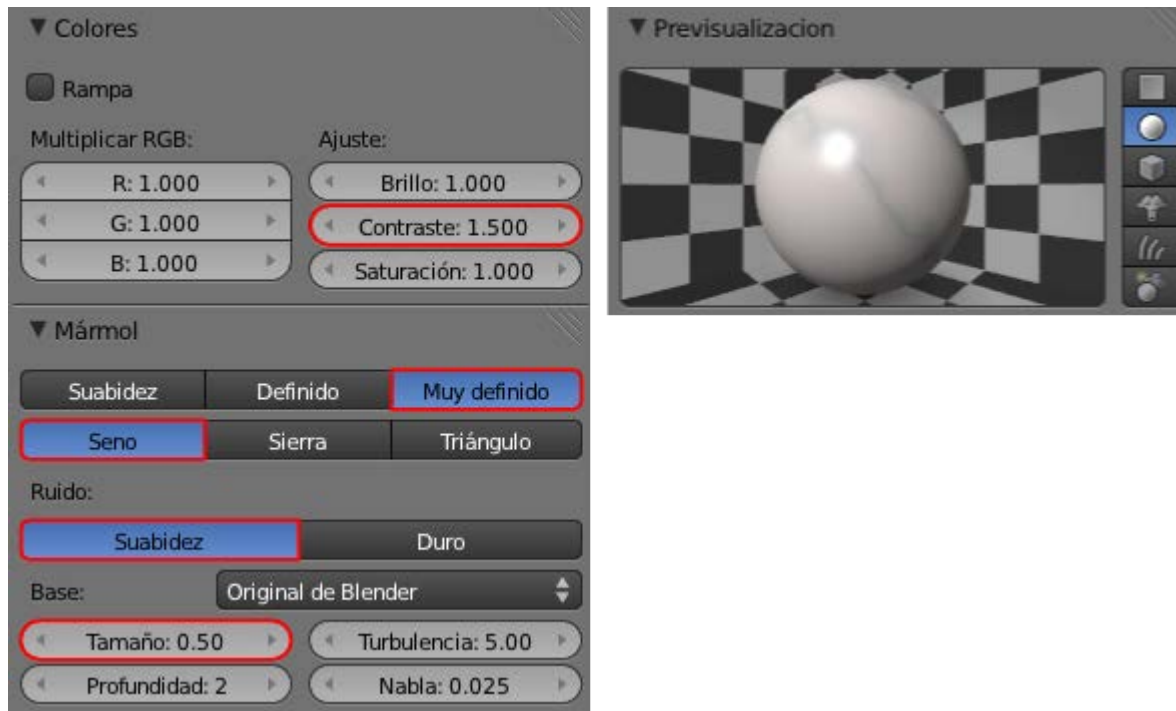 Colores
Rampa
Multiplicar RGB:
Ajuste:
R: 1.000
G: 1.000
B: 1.000
Brillo: 1.000
Contraste: 1.500
Saturación: 1.000
Mármol
Suabidez Definido Muy definido
Seno Sierra Triángulo
Ruido:
Suabidez Duro
Base: Original de Blender
Tamaño: 0.50 Turbulencia: 5.00
Profundidad: 2 Nabla: 0.025
Previsualizacion